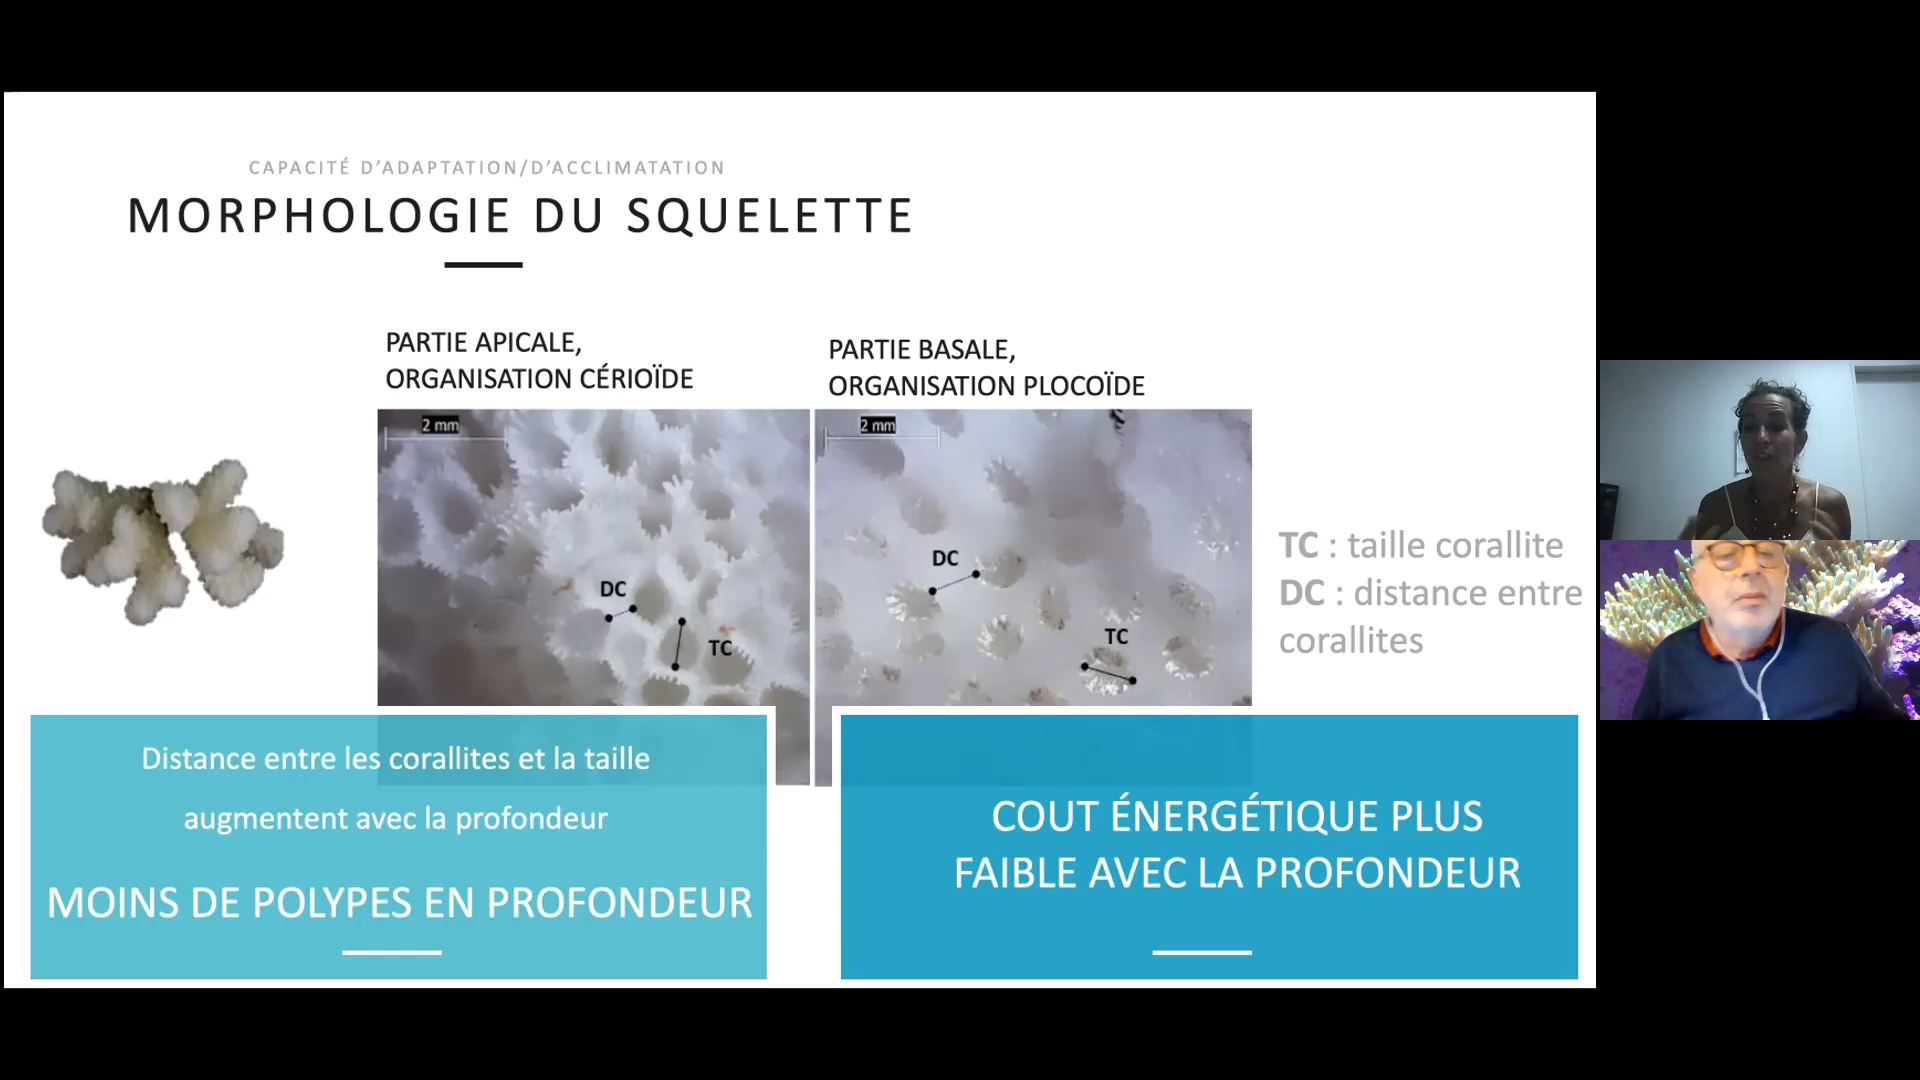 CAPACITÉ D’ADAPTATION/D’ACCLIMATATION
MORPHOLOGIE DU SQUELETTE
PARTIE APICALE,
ORGANISATION CÉRIOÏDE
PARTIE BASALE,
ORGANISATION PLOCOÏDE
2 mm
2 mm
DC
TC
DC
TC
TC : taille corallite
DC : distance entre
corallites
Distance entre les corallites et la taille
augmentent avec la profondeur
MOINS DE POLYPES EN PROFONDEUR
COUT ÉNERGÉTIQUE PLUS
FAIBLE AVEC LA PROFONDEUR